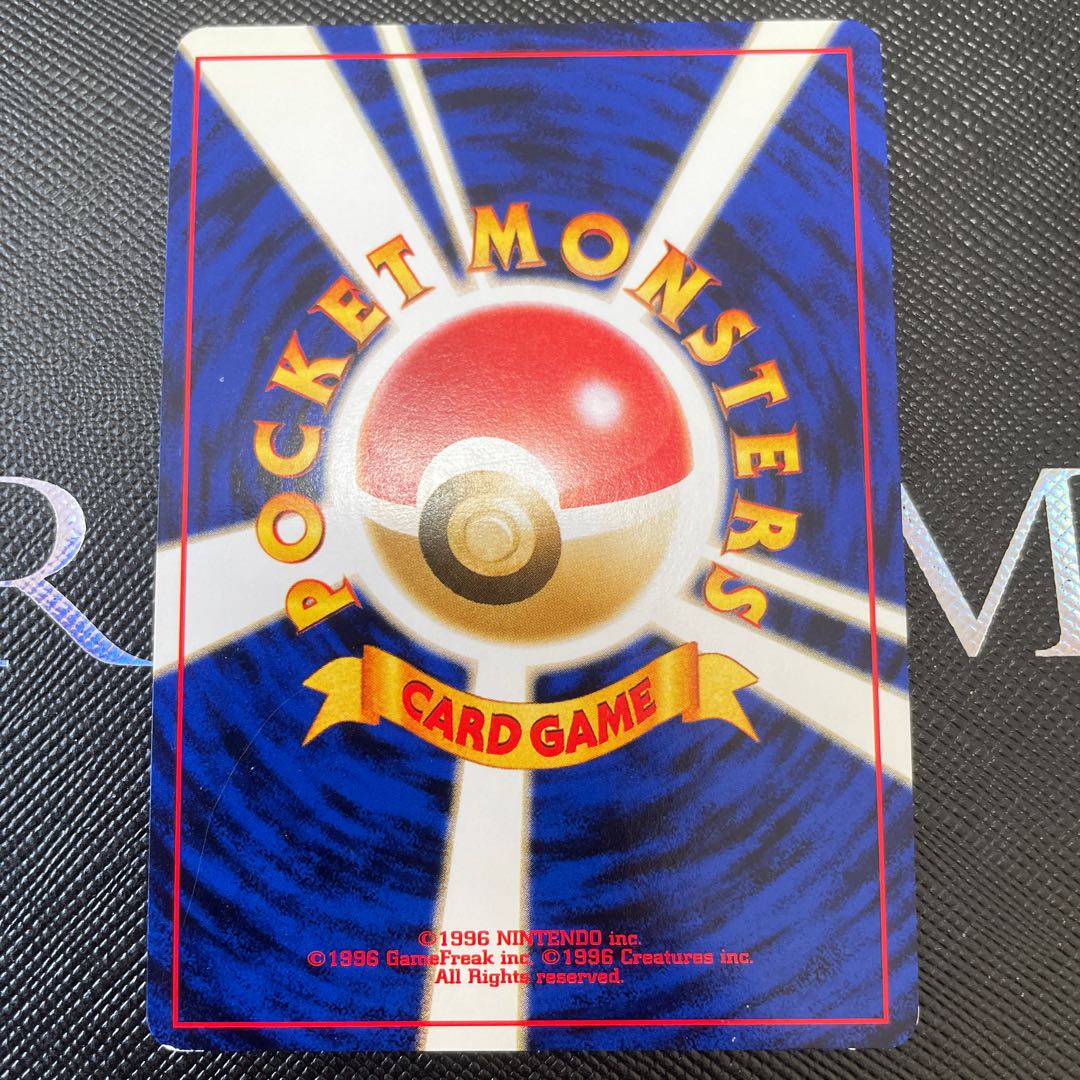 POCKET MONSTERS
CARD GAME
©1996 NINTENDO inc.
©1996 GameFreak inc. ©1996 Creatures inc.
All Rights reserved.
R
M